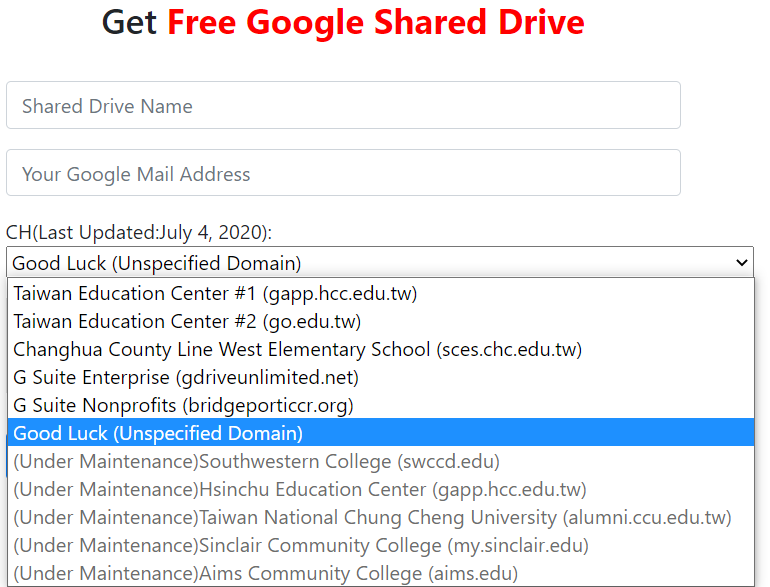 Get Free Google Shared Drive
Shared Drive Name
Your Google Mail Address
CH(Last Updated:July 4, 2020):
Good Luck (Unspecified Domain)
Taiwan Education Center #1 (gapp.hcc.edu.tw)
Taiwan Education Center #2 (go.edu.tw)
Changhua County Line West Elementary School (sces.chc.edu.tw)
G Suite Enterprise (gdriveunlimited.net)
G Suite Nonprofits (bridgeporticcr.org)
Good Luck (Unspecified Domain)
(Under Maintenance)Southwestern College (swccd.edu)
(Under Maintenance)Hsinchu Education Center (gapp.hcc.edu.tw)
(Under Maintenance)Taiwan National Chung Cheng University (alumni.ccu.edu.tw)
(Under Maintenance)Sinclair Community College (my.sinclair.edu)
(Under Maintenance)Aims Community College (aims.edu)